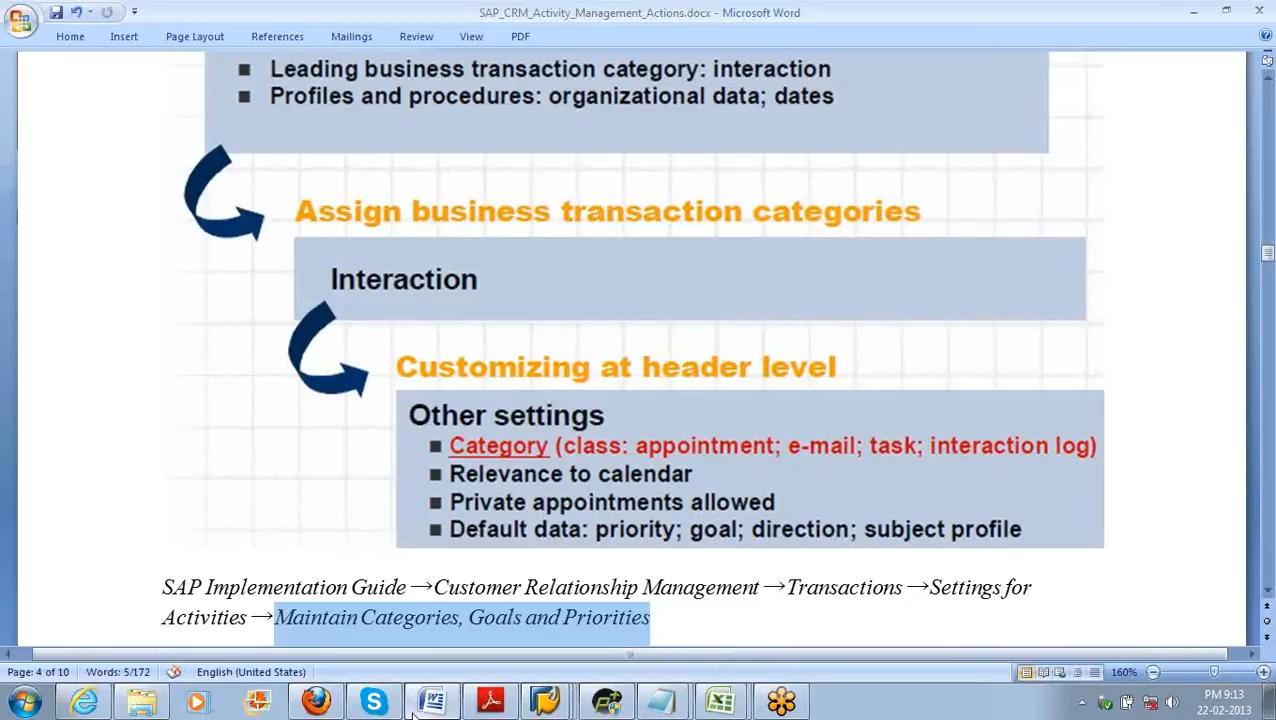 SAP_CRM_Activity_Management_Actions.docx - Microsoft Word
Home Insert Page Layout References Mailings Review View PDF
Leading business transaction category: interaction
Profiles and procedures: organizational data; dates
Assign business transaction categories
Interaction
Customizing at header level
Other settings
Category (class: appointment; e-mail; task; interaction log)
Relevance to calendar
Private appointments allowed
Default data: priority; goal; direction; subject profile
SAP Implementation Guide →Customer Relationship Management →Transactions →Settings for
Activities →Maintain Categories, Goals and Priorities
Page: 4 of 10 Words: 5/172 English (United States) 160%
PM 9:13
22-02-2013